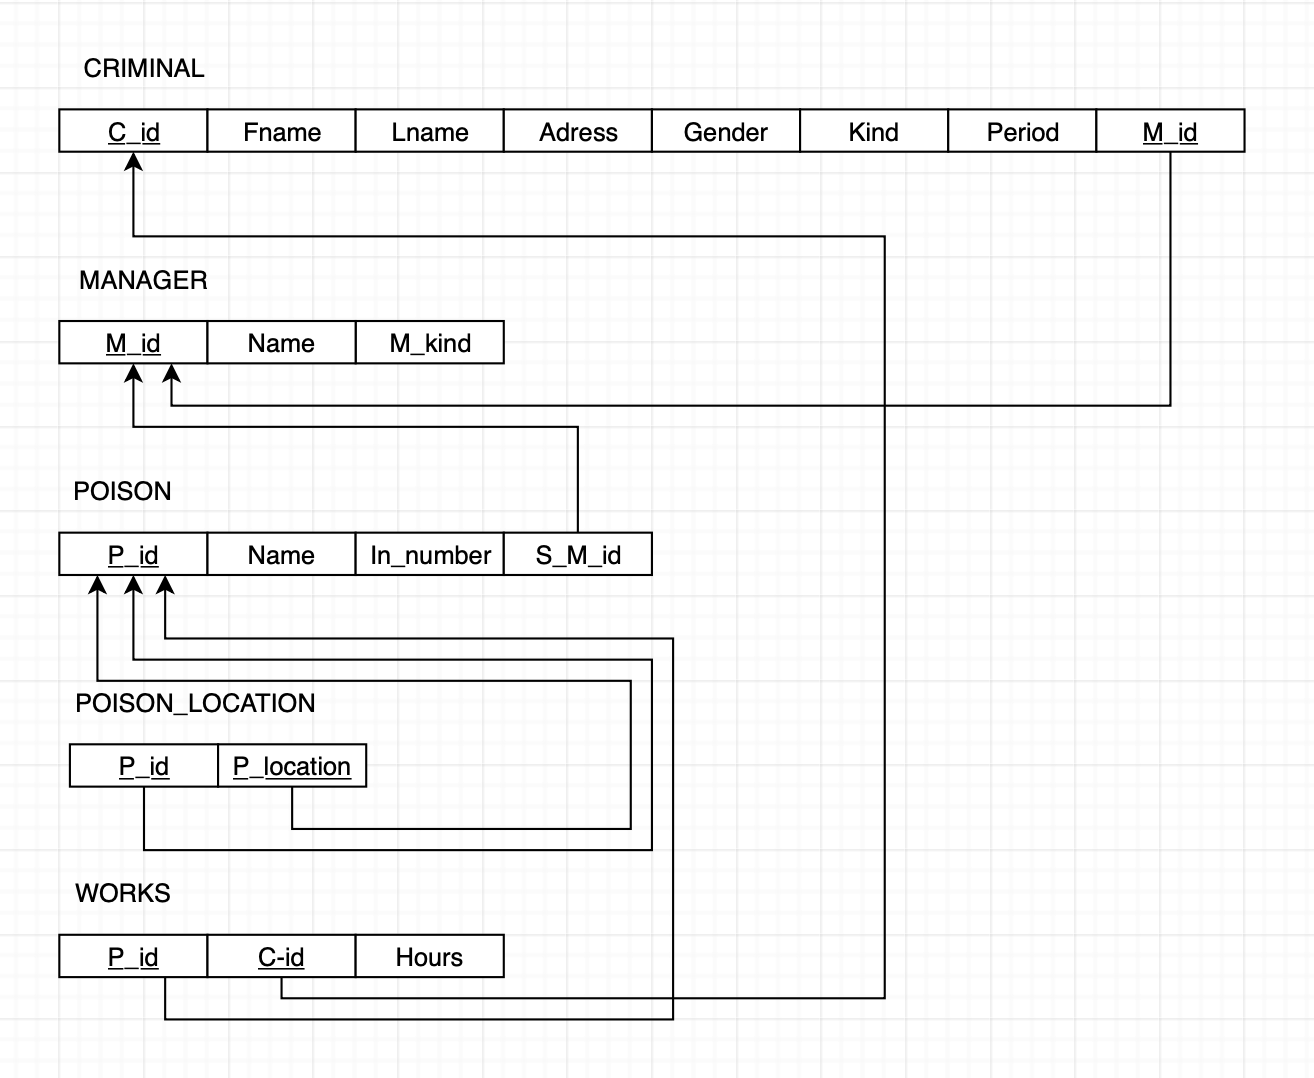 CRIMINAL
C_id Fname Lname Adress Gender Kind Period M_id
MANAGER
M_id Name M_kind
POISON
P_id Name In_number S_M_id
POISON_LOCATION
P_id P_location
WORKS
P_id C-id Hours